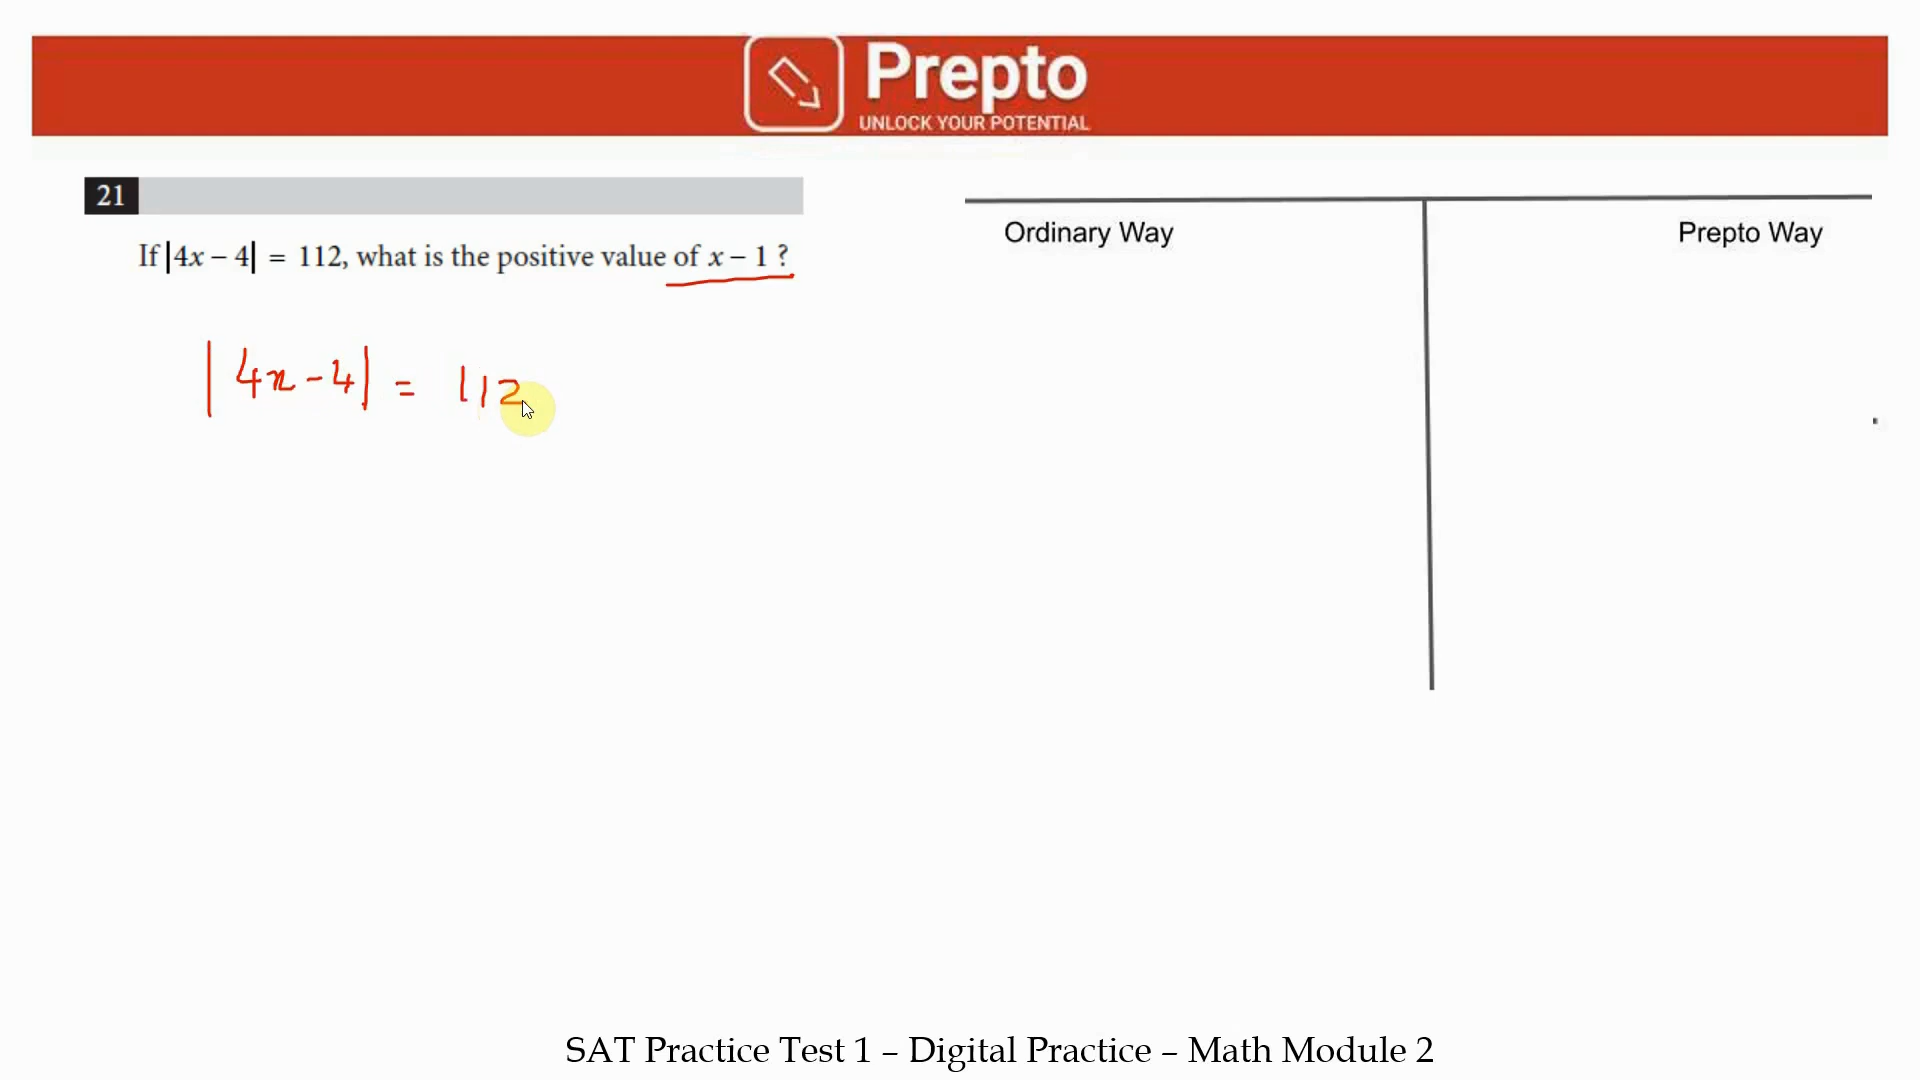 Prepto
UNLOCK YOUR POTENTIAL
21
If |4x – 4| = 112, what is the positive value of x – 1 ?
|4x - 4| = 112
Ordinary Way
Prepto Way
SAT Practice Test 1 – Digital Practice – Math Module 2